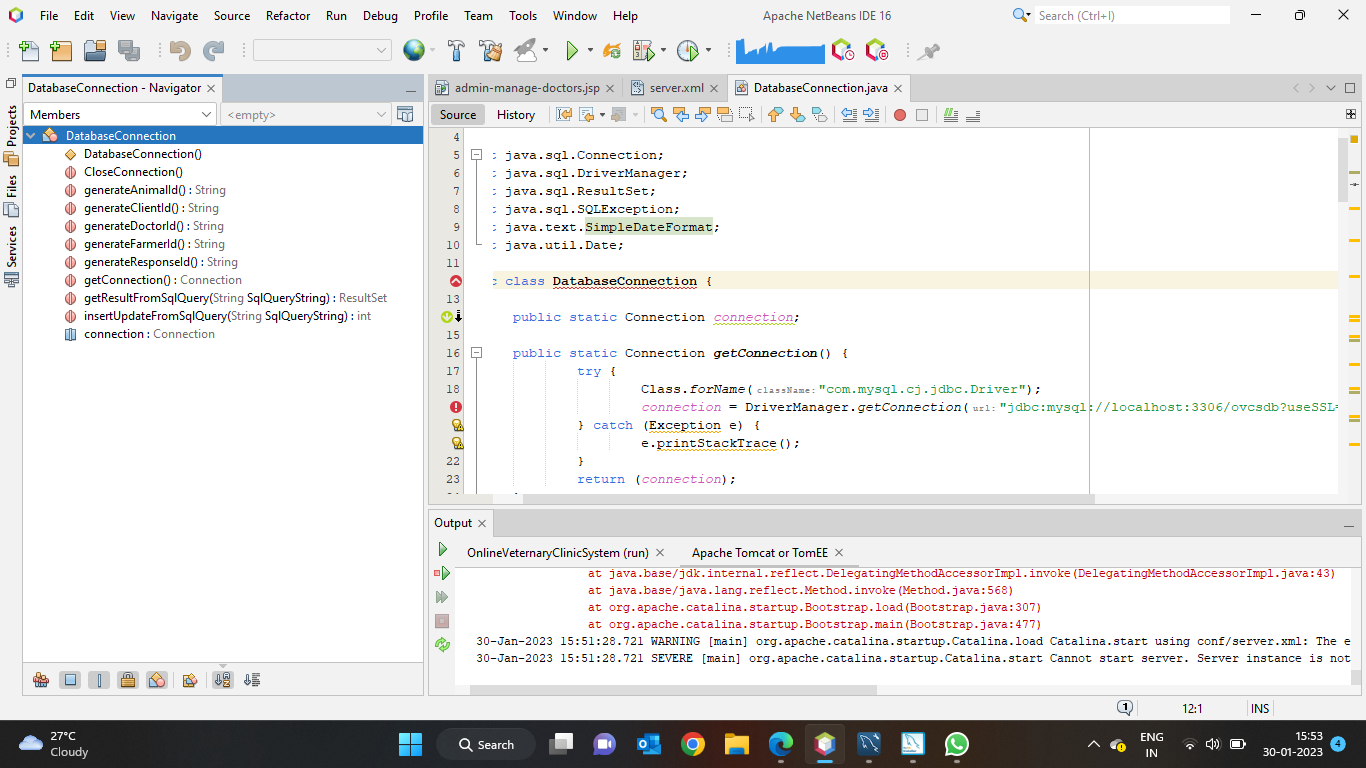 File Edit View Navigate Source Refactor Run Debug Profile Team Tools Window Help Apache NetBeans IDE 16 Search (Ctrl+I)
DatabaseConnection - Navigator
Members
<empty>
DatabaseConnection
DatabaseConnection()
CloseConnection()
generateAnimalId() : String
generateClientId() : String
generateDoctorId() : String
generateFarmerId() : String
generateResponseId() : String
getConnection() : Connection
getResultFromSqlQuery(String SqlQueryString) : ResultSet
insertUpdateFromSqlQuery(String SqlQueryString) : int
connection : Connection
Projects
Files
Services
admin-manage-doctors.jsp server.xml DatabaseConnection.java
Source History
4
5 java.sql.Connection;
6 java.sql.DriverManager;
7 java.sql.ResultSet;
8 java.sql.SQLException;
9 java.text.SimpleDateFormat;
10 java.util.Date;
11
class DatabaseConnection {
13
public static Connection connection;
15
16 public static Connection getConnection() {
17 try {
18 Class.forName(className:"com.mysql.cj.jdbc.Driver");
connection = DriverManager.getConnection(url:"jdbc:mysql://localhost:3306/ovcsdb?useSSL=
} catch (Exception e) {
e.printStackTrace();
22 }
23 return (connection);
Output
OnlineVeternaryClinicSystem (run) Apache Tomcat or TomEE
at java.base/jdk.internal.reflect.DelegatingMethodAccessorImpl.invoke(DelegatingMethodAccessorImpl.java:43)
at java.base/java.lang.reflect.Method.invoke(Method.java:568)
at org.apache.catalina.startup.Bootstrap.load(Bootstrap.java:307)
at org.apache.catalina.startup.Bootstrap.main(Bootstrap.java:477)
30-Jan-2023 15:51:28.721 WARNING [main] org.apache.catalina.startup.Catalina.load Catalina.start using conf/server.xml: The e
30-Jan-2023 15:51:28.721 SEVERE [main] org.apache.catalina.startup.Catalina.start Cannot start server. Server instance is not
1 12:1 INS
27°C
Cloudy
Search
ENG
IN
15:53
30-01-2023
4